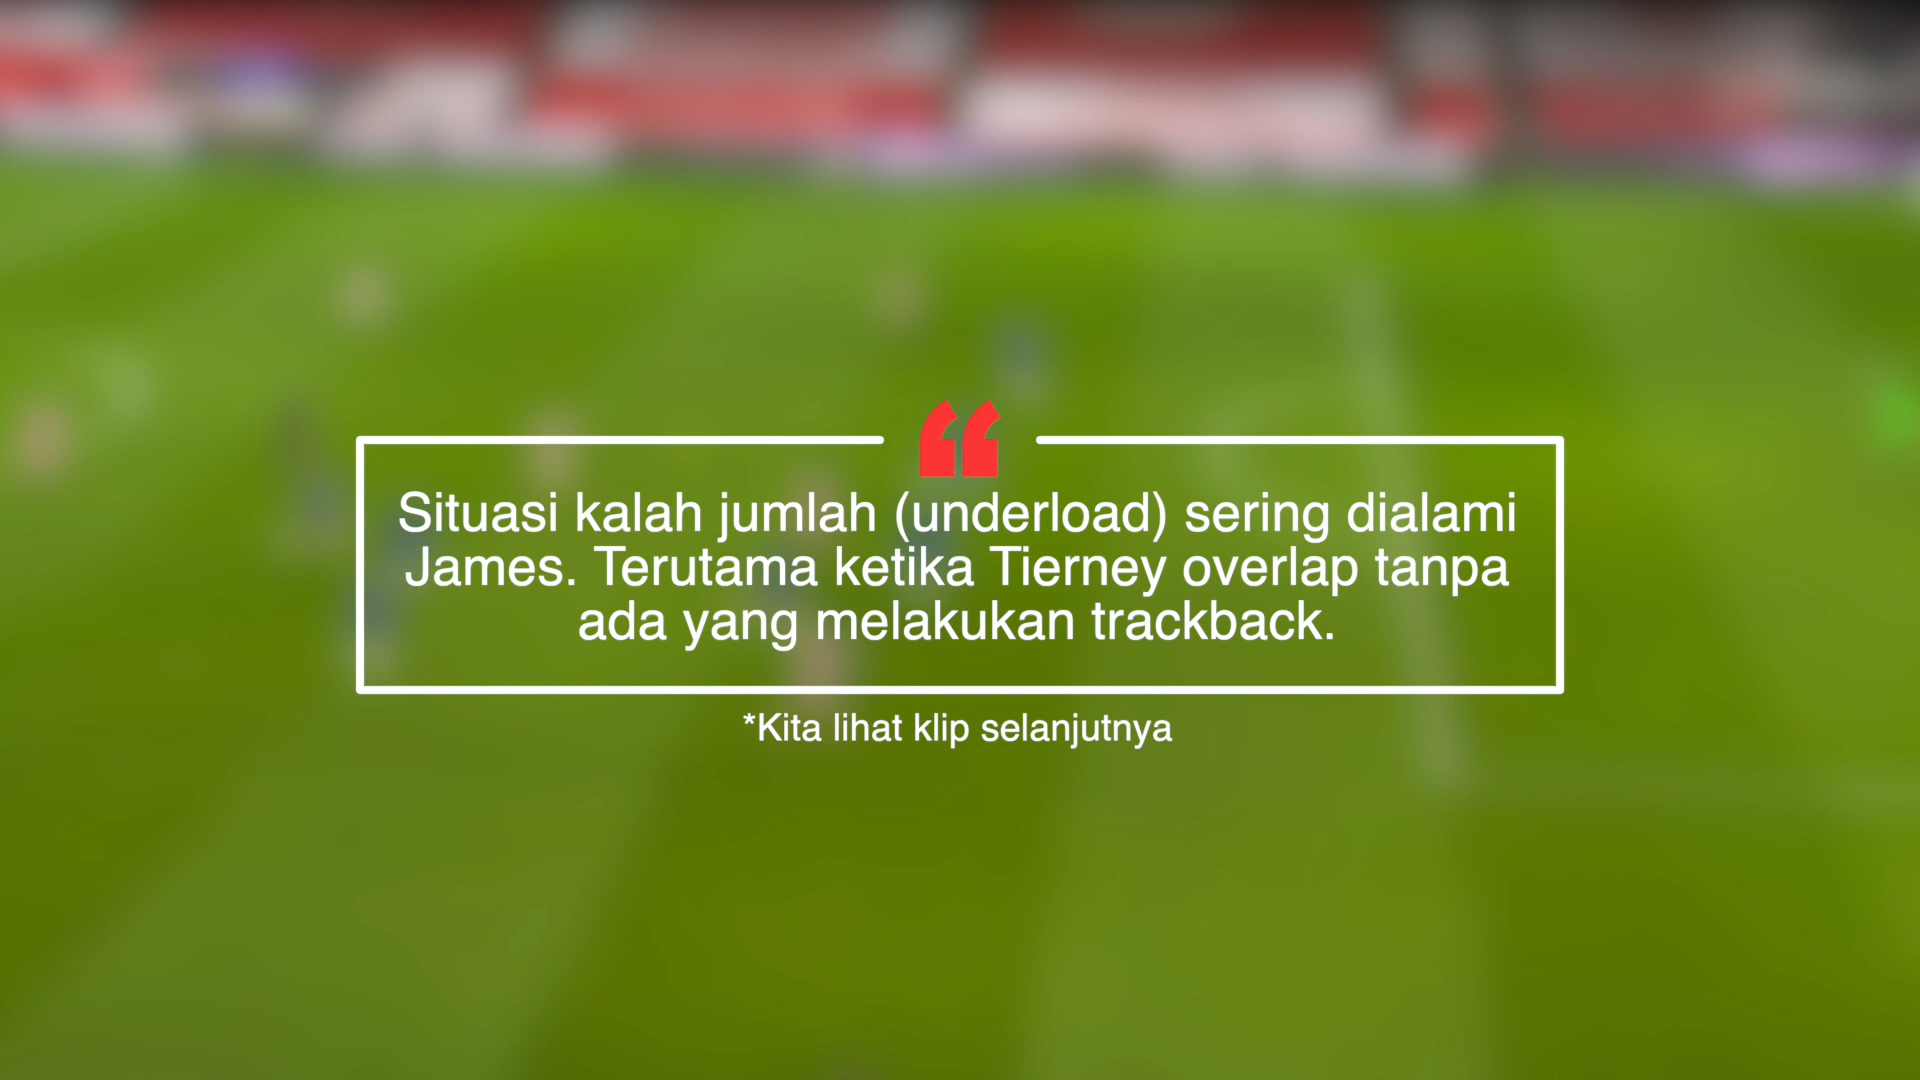 Situasi kalah jumlah (underload) sering dialami
James. Terutama ketika Tierney overlap tanpa
ada yang melakukan trackback.
*Kita lihat klip selanjutnya